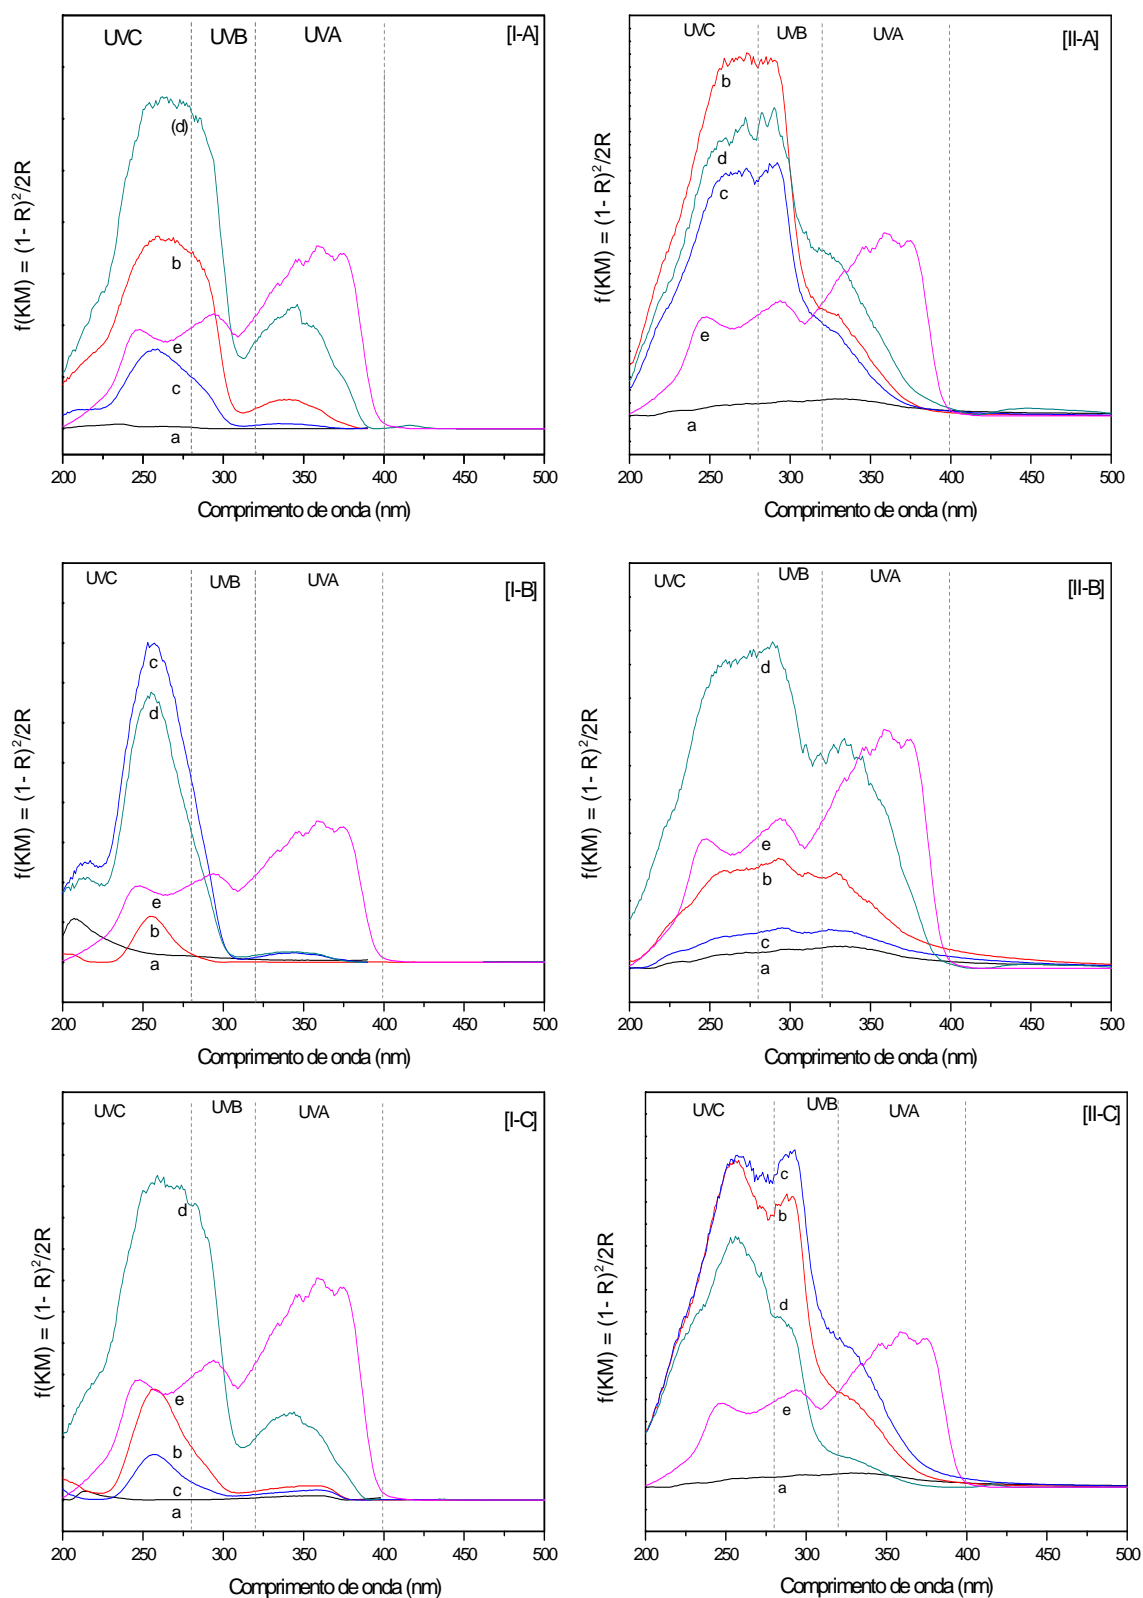 UVC UVB UVA [I-A]
(d)
b
e
c
a
f(KM) = (1- R)²/2R
200 250 300 350 400 450 500
Comprimento de onda (nm)
UVC UVB UVA [II-A]
b
d
c
e
a
f(KM) = (1- R)²/2R
200 250 300 350 400 450 500
Comprimento de onda (nm)
UVC UVB UVA [I-B]
c
d
e
b
a
f(KM) = (1- R)²/2R
200 250 300 350 400 450 500
Comprimento de onda (nm)
UVC UVB UVA [II-B]
d
e
b
c
a
f(KM) = (1- R)²/2R
200 250 300 350 400 450 500
Comprimento de onda (nm)
UVC UVB UVA [I-C]
d
e
b
c
a
f(KM) = (1- R)²/2R
200 250 300 350 400 450 500
Comprimento de onda (nm)
UVC UVB UVA [II-C]
c
b
d
e
a
f(KM) = (1- R)²/2R
200 250 300 350 400 450 500
Comprimento de onda (nm)